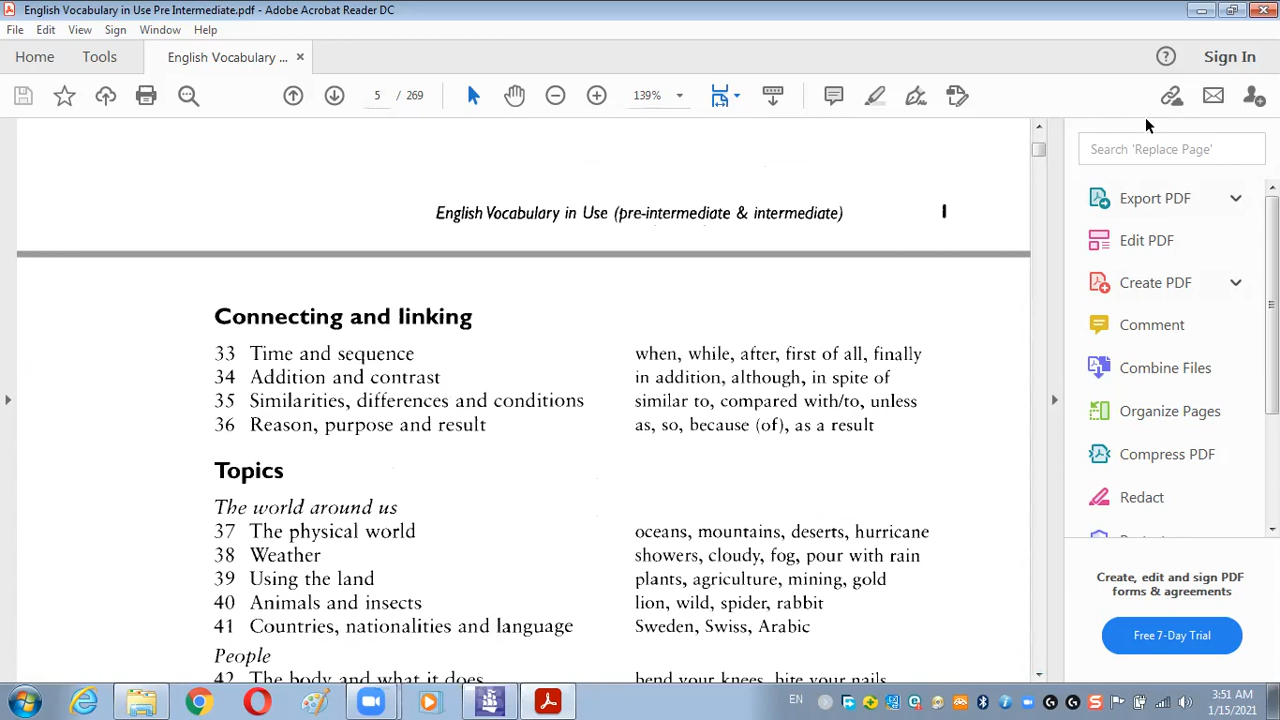 English Vocabulary in Use Pre Intermediate.pdf - Adobe Acrobat Reader DC
File Edit View Sign Window Help
Home Tools English Vocabulary ... × ? Sign In
5 / 269 139%
Search 'Replace Page'
English Vocabulary in Use (pre-intermediate & intermediate) 1
Connecting and linking
33 Time and sequence when, while, after, first of all, finally
34 Addition and contrast in addition, although, in spite of
35 Similarities, differences and conditions similar to, compared with/to, unless
36 Reason, purpose and result as, so, because (of), as a result
Topics
The world around us
37 The physical world oceans, mountains, deserts, hurricane
38 Weather showers, cloudy, fog, pour with rain
39 Using the land plants, agriculture, mining, gold
40 Animals and insects lion, wild, spider, rabbit
41 Countries, nationalities and language Sweden, Swiss, Arabic
People
42 The body and what it does bend your knees, bite your nails
Export PDF
Edit PDF
Create PDF
Comment
Combine Files
Organize Pages
Compress PDF
Redact
Create, edit and sign PDF
forms & agreements
Free 7-Day Trial
EN
3:51 AM
1/15/2021